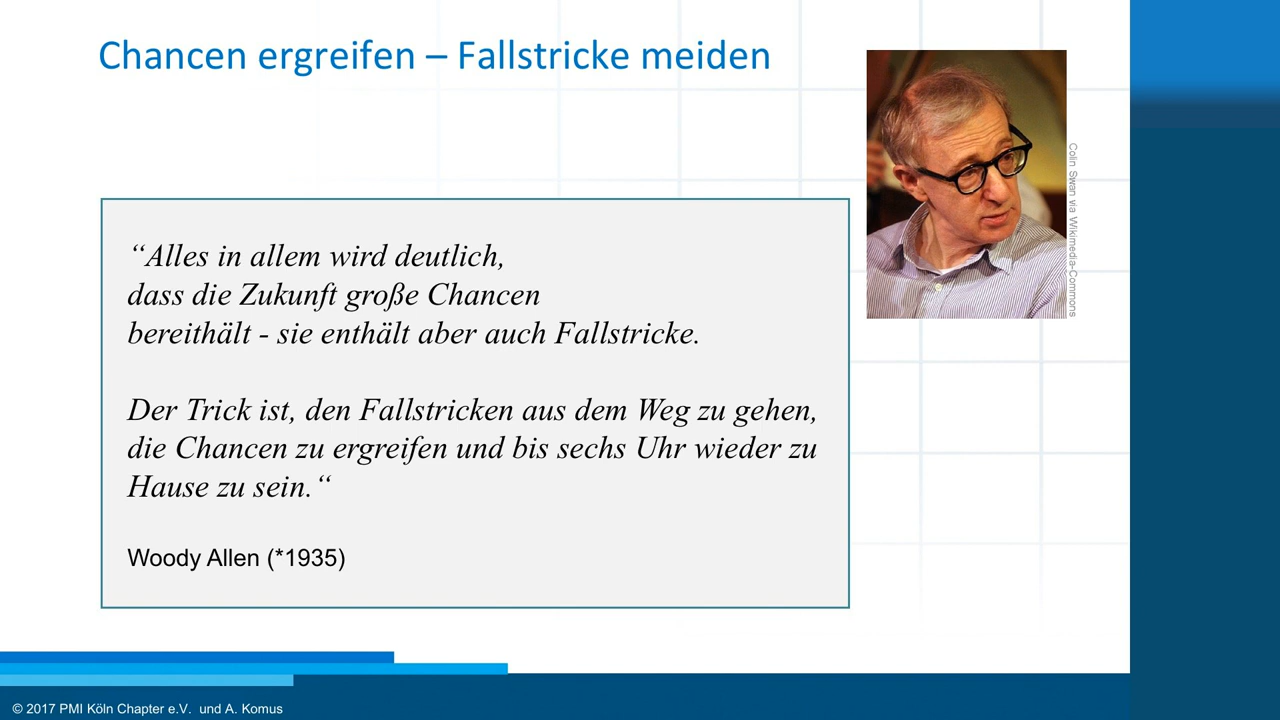 Chancen ergreifen – Fallstricke meiden
Colin Swan via Wikimedia-Commons
“Alles in allem wird deutlich,
dass die Zukunft große Chancen
bereithält - sie enthält aber auch Fallstricke.
Der Trick ist, den Fallstricken aus dem Weg zu gehen,
die Chancen zu ergreifen und bis sechs Uhr wieder zu
Hause zu sein.“
Woody Allen (*1935)
© 2017 PMI Köln Chapter e.V. und A. Komus